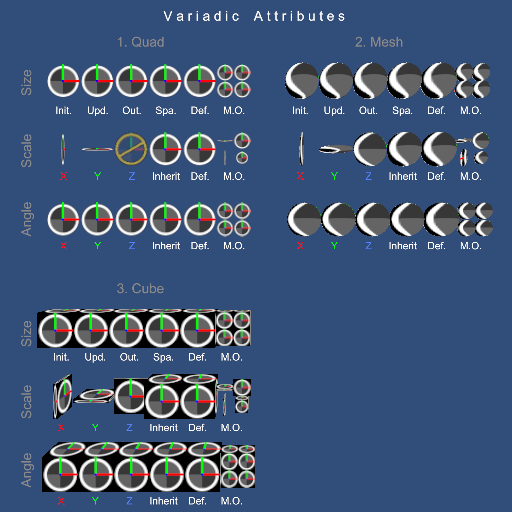 Variadic Attributes
1. Quad
Size
Init. Upd. Out. Spa. Def. M.O.
Scale
X Y Z Inherit Def. M.O.
Angle
X Y Z Inherit Def. M.O.
2. Mesh
Init. Upd. Out. Spa. Def. M.O.
X Y Z Inherit Def. M.O.
X Y Z Inherit Def. M.O.
3. Cube
Size
Init. Upd. Out. Spa. Def. M.O.
Scale
X Y Z Inherit Def. M.O.
Angle
X Y Z Inherit Def. M.O.